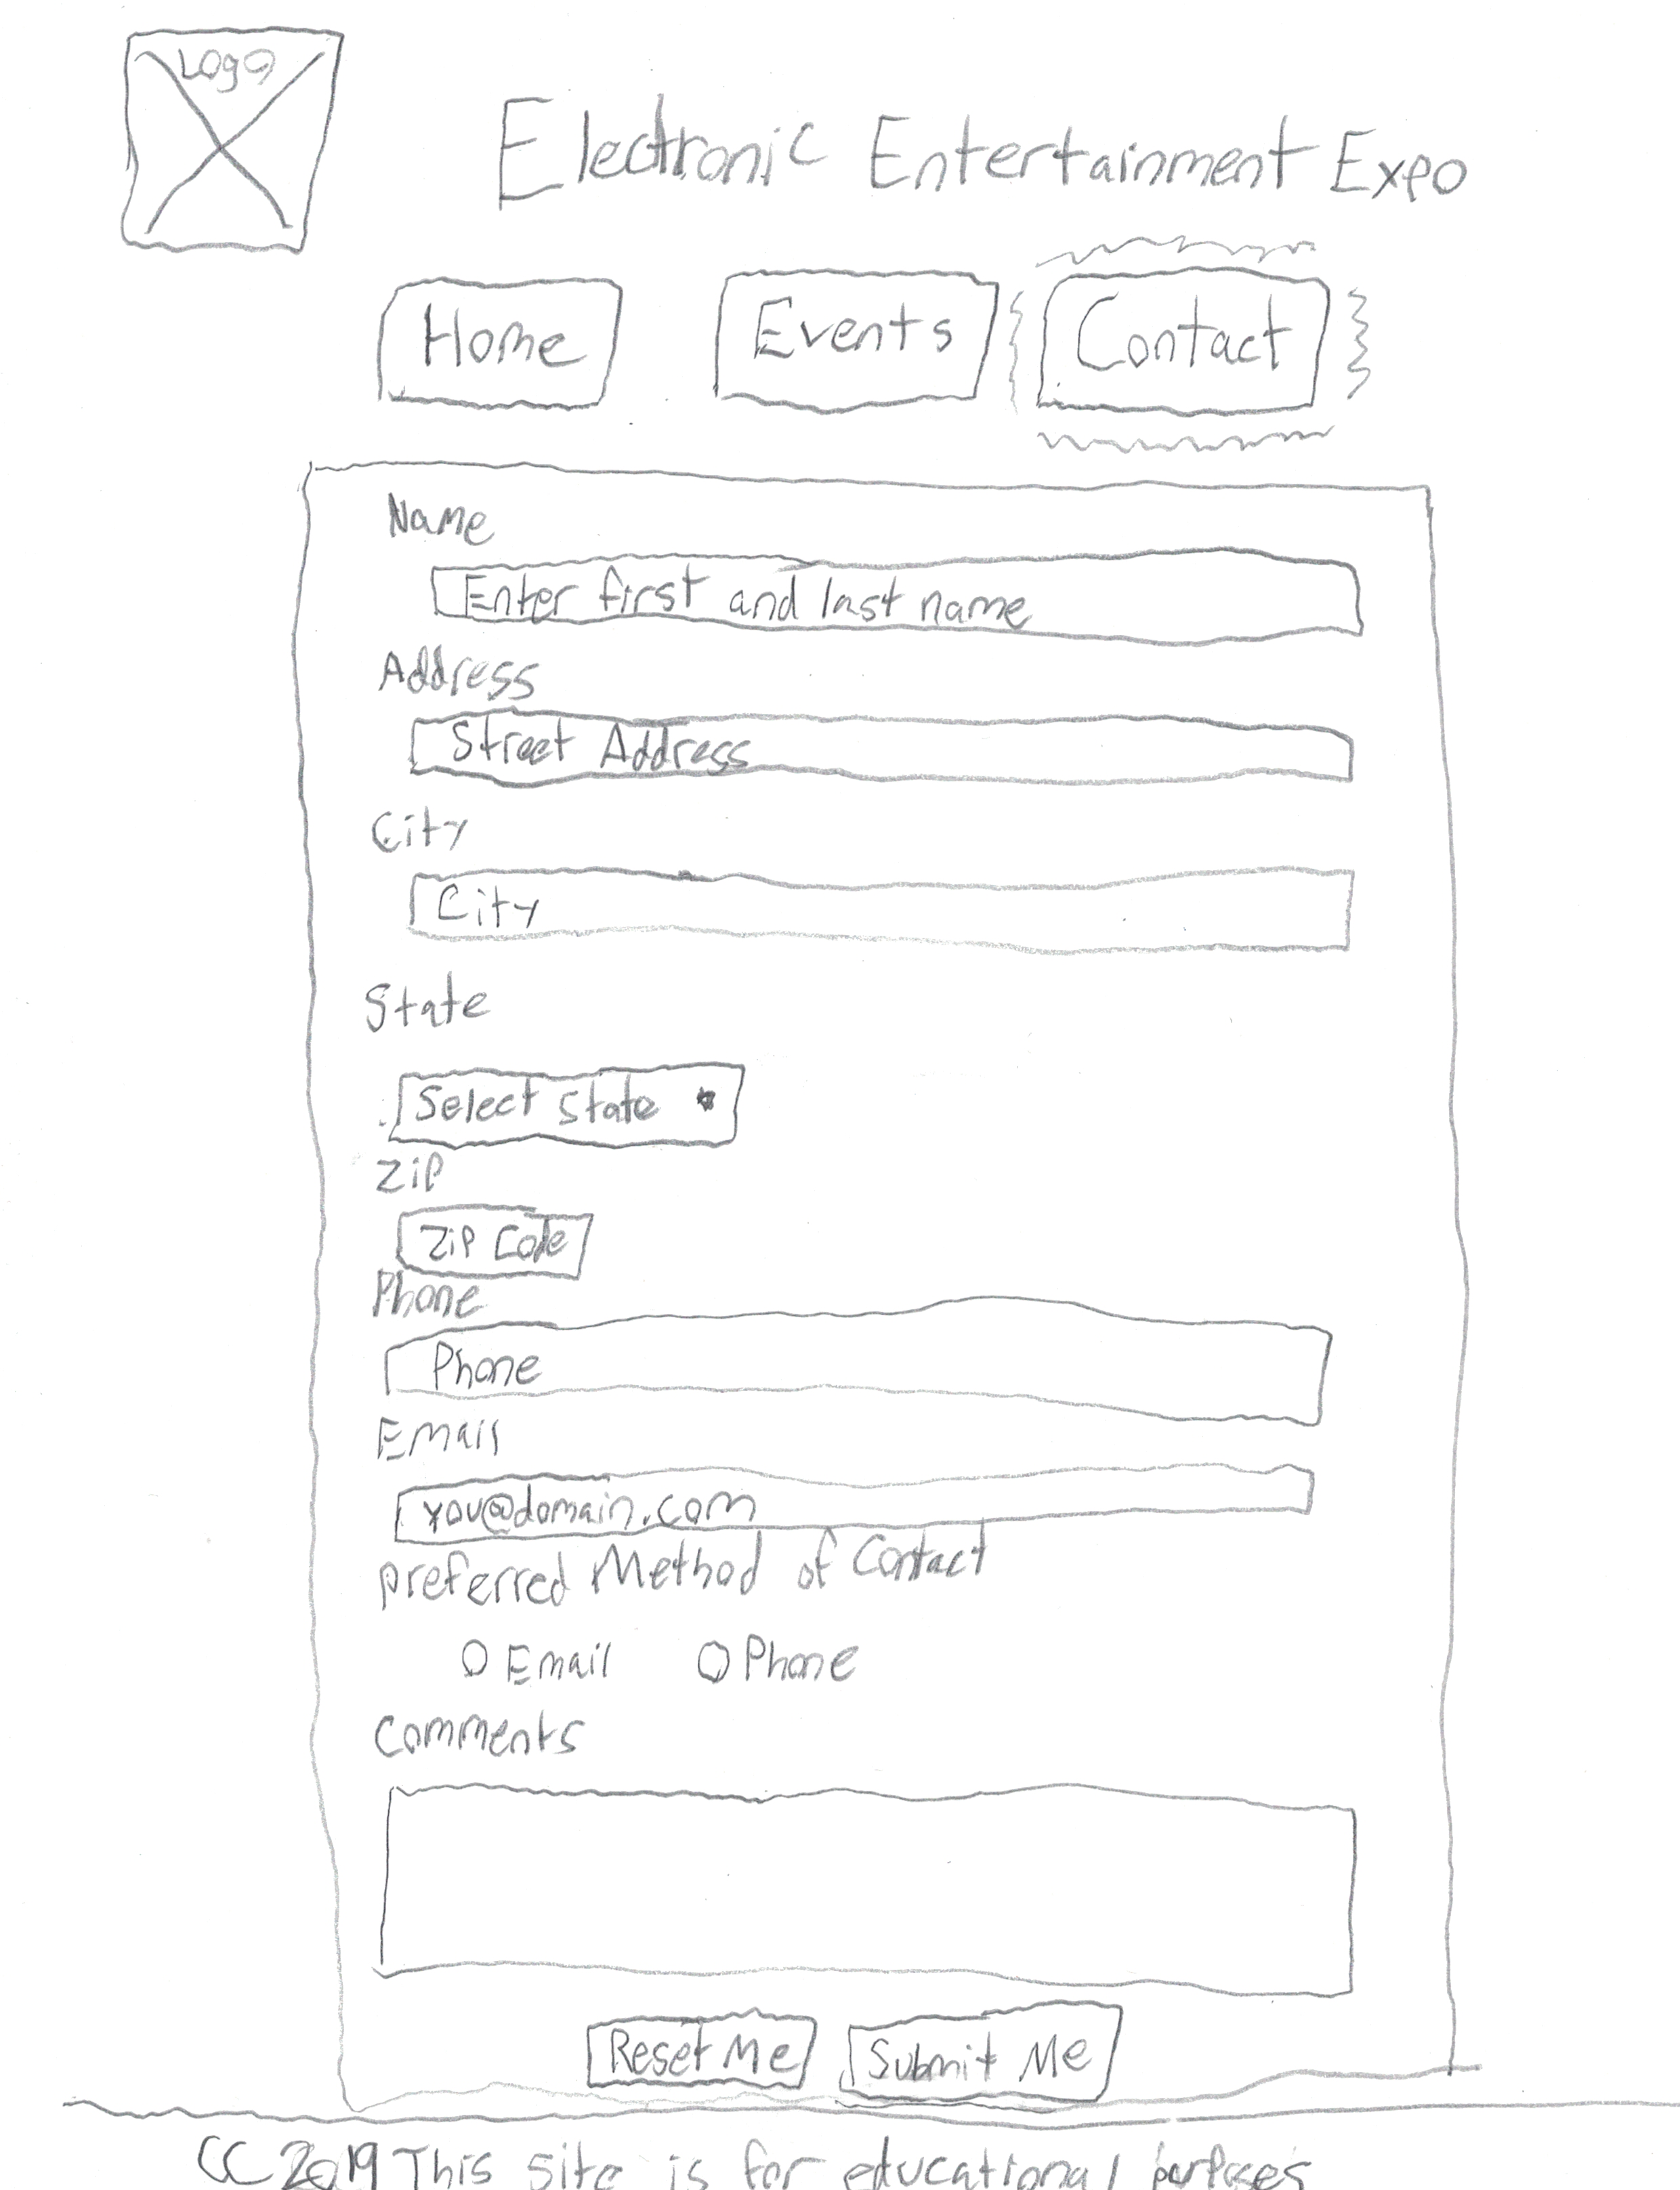 Logo
Electronic Entertainment Expo
Home Events Contact
Name
Enter first and last name
Address
Street Address
City
City
State
Select State
Zip
Zip Code
Phone
Phone
Email
you@domain.com
preferred Method of Contact
Email Phone
Comments
Reset Me Submit Me
CC 2019 This site is for educational purposes